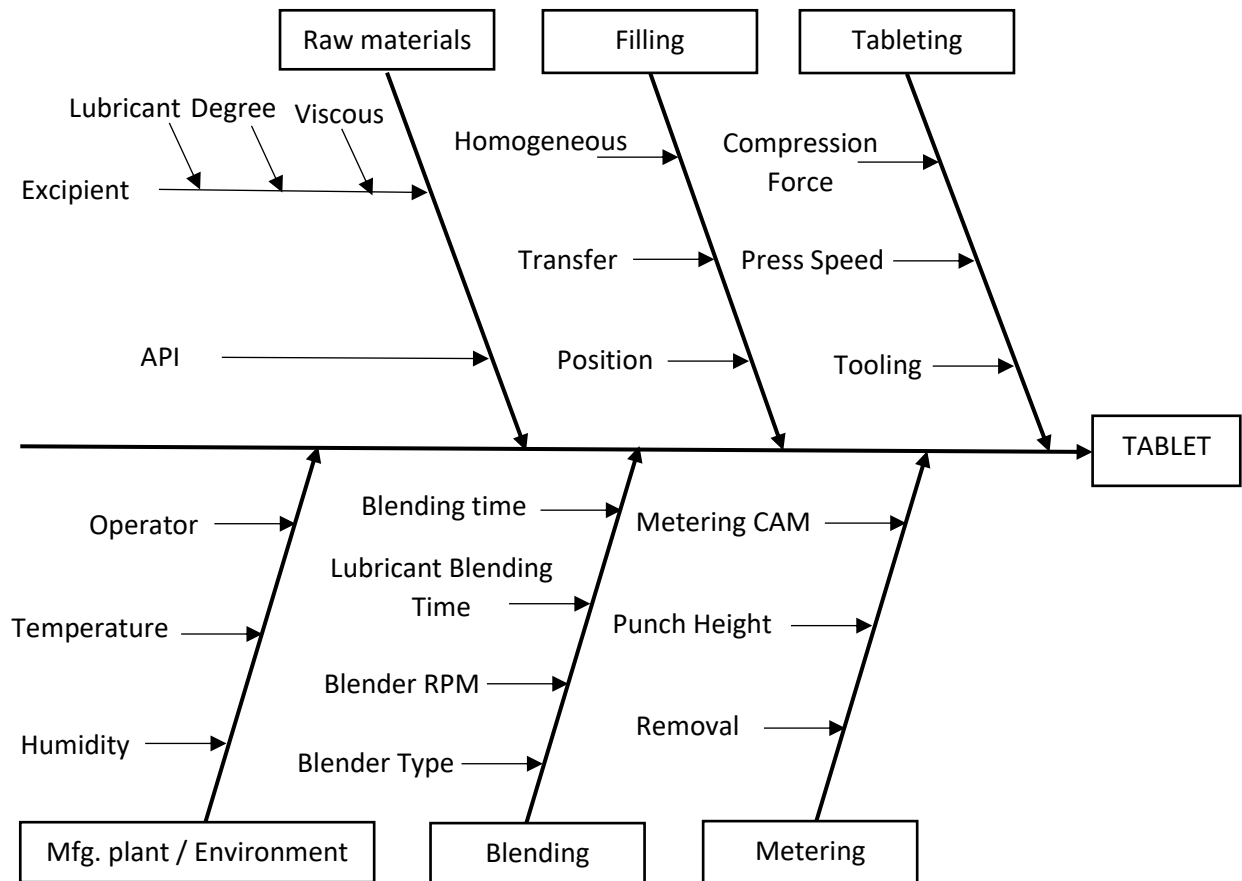 Raw materials
Filling
Tableting
Lubricant
Degree
Viscous
Excipient
API
Homogeneous
Transfer
Position
Compression
Force
Press Speed
Tooling
TABLET
Operator
Temperature
Humidity
Mfg. plant / Environment
Blending time
Lubricant Blending
Time
Blender RPM
Blender Type
Blending
Metering CAM
Punch Height
Removal
Metering